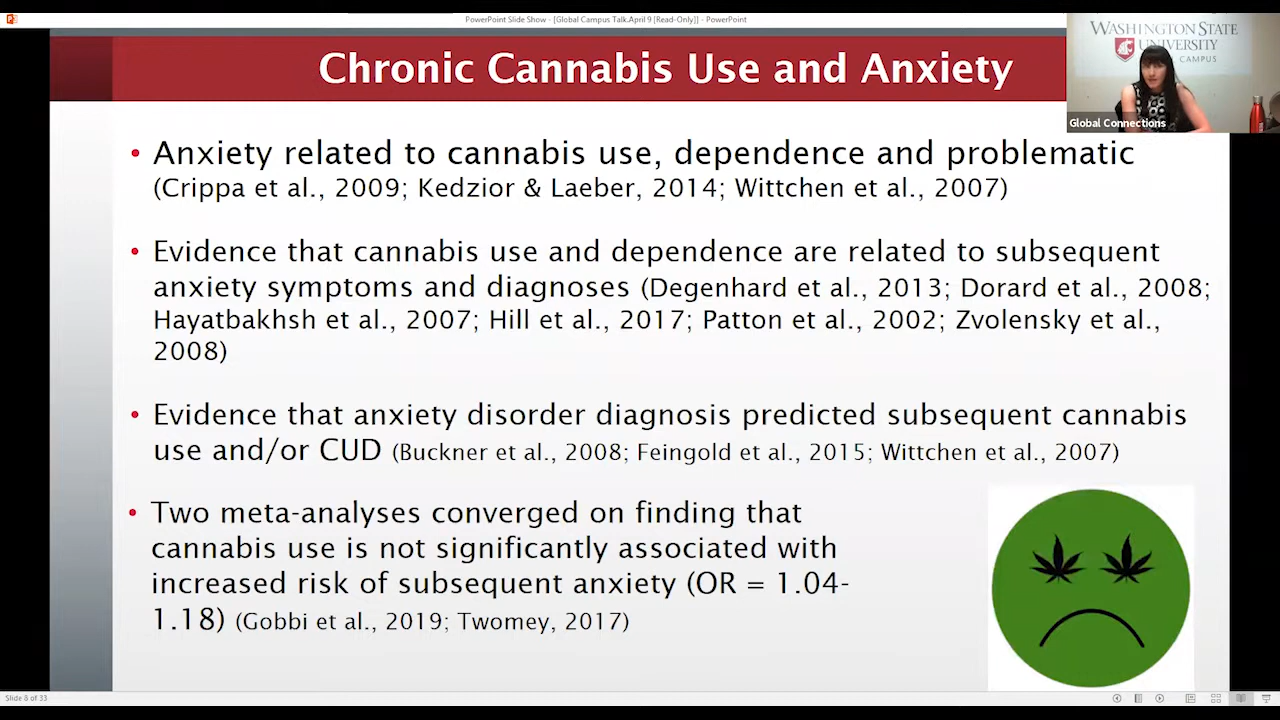 PowerPoint Slide Show - [Global Campus Talk.April 9 [Read-Only]] - PowerPoint
Chronic Cannabis Use and Anxiety
WASHINGTON STATE
UNIVERSITY
CAMPUS
Global Connections
• Anxiety related to cannabis use, dependence and problematic
(Crippa et al., 2009; Kedzior & Laeber, 2014; Wittchen et al., 2007)
• Evidence that cannabis use and dependence are related to subsequent
anxiety symptoms and diagnoses (Degenhard et al., 2013; Dorard et al., 2008;
Hayatbakhsh et al., 2007; Hill et al., 2017; Patton et al., 2002; Zvolensky et al.,
2008)
• Evidence that anxiety disorder diagnosis predicted subsequent cannabis
use and/or CUD (Buckner et al., 2008; Feingold et al., 2015; Wittchen et al., 2007)
• Two meta-analyses converged on finding that
cannabis use is not significantly associated with
increased risk of subsequent anxiety (OR = 1.04-
1.18) (Gobbi et al., 2019; Twomey, 2017)
Slide 8 of 33